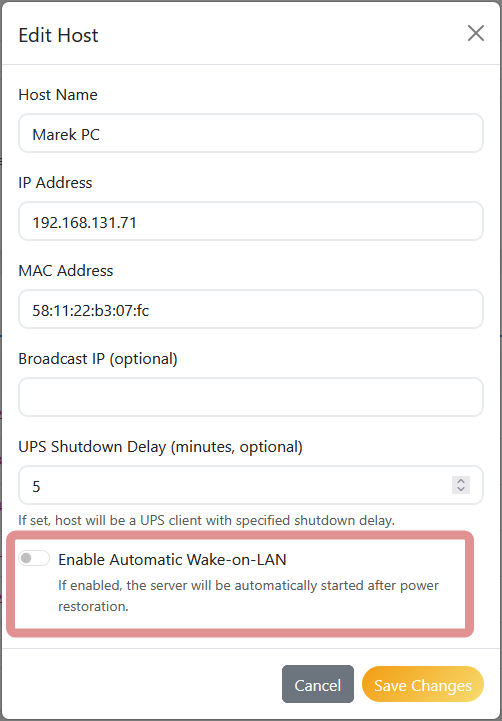 Edit Host
Host Name
Marek PC
IP Address
192.168.131.71
MAC Address
58:11:22:b3:07:fc
Broadcast IP (optional)
UPS Shutdown Delay (minutes, optional)
5
If set, host will be a UPS client with specified shutdown delay.
Enable Automatic Wake-on-LAN
If enabled, the server will be automatically started after power
restoration.
Cancel
Save Changes